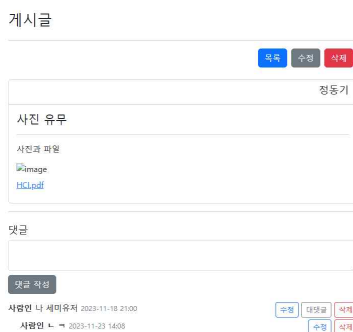 게시글
목록 수정 삭제
정동기
사진 유무
사진과 파일
image
HCI.pdf
댓글
댓글 작성
사람인 나 세미유저 2023-11-18 21:00
수정 대댓글 삭제
사람인 ㄴ ㅋ 2023-11-23 14:08
수정 삭제